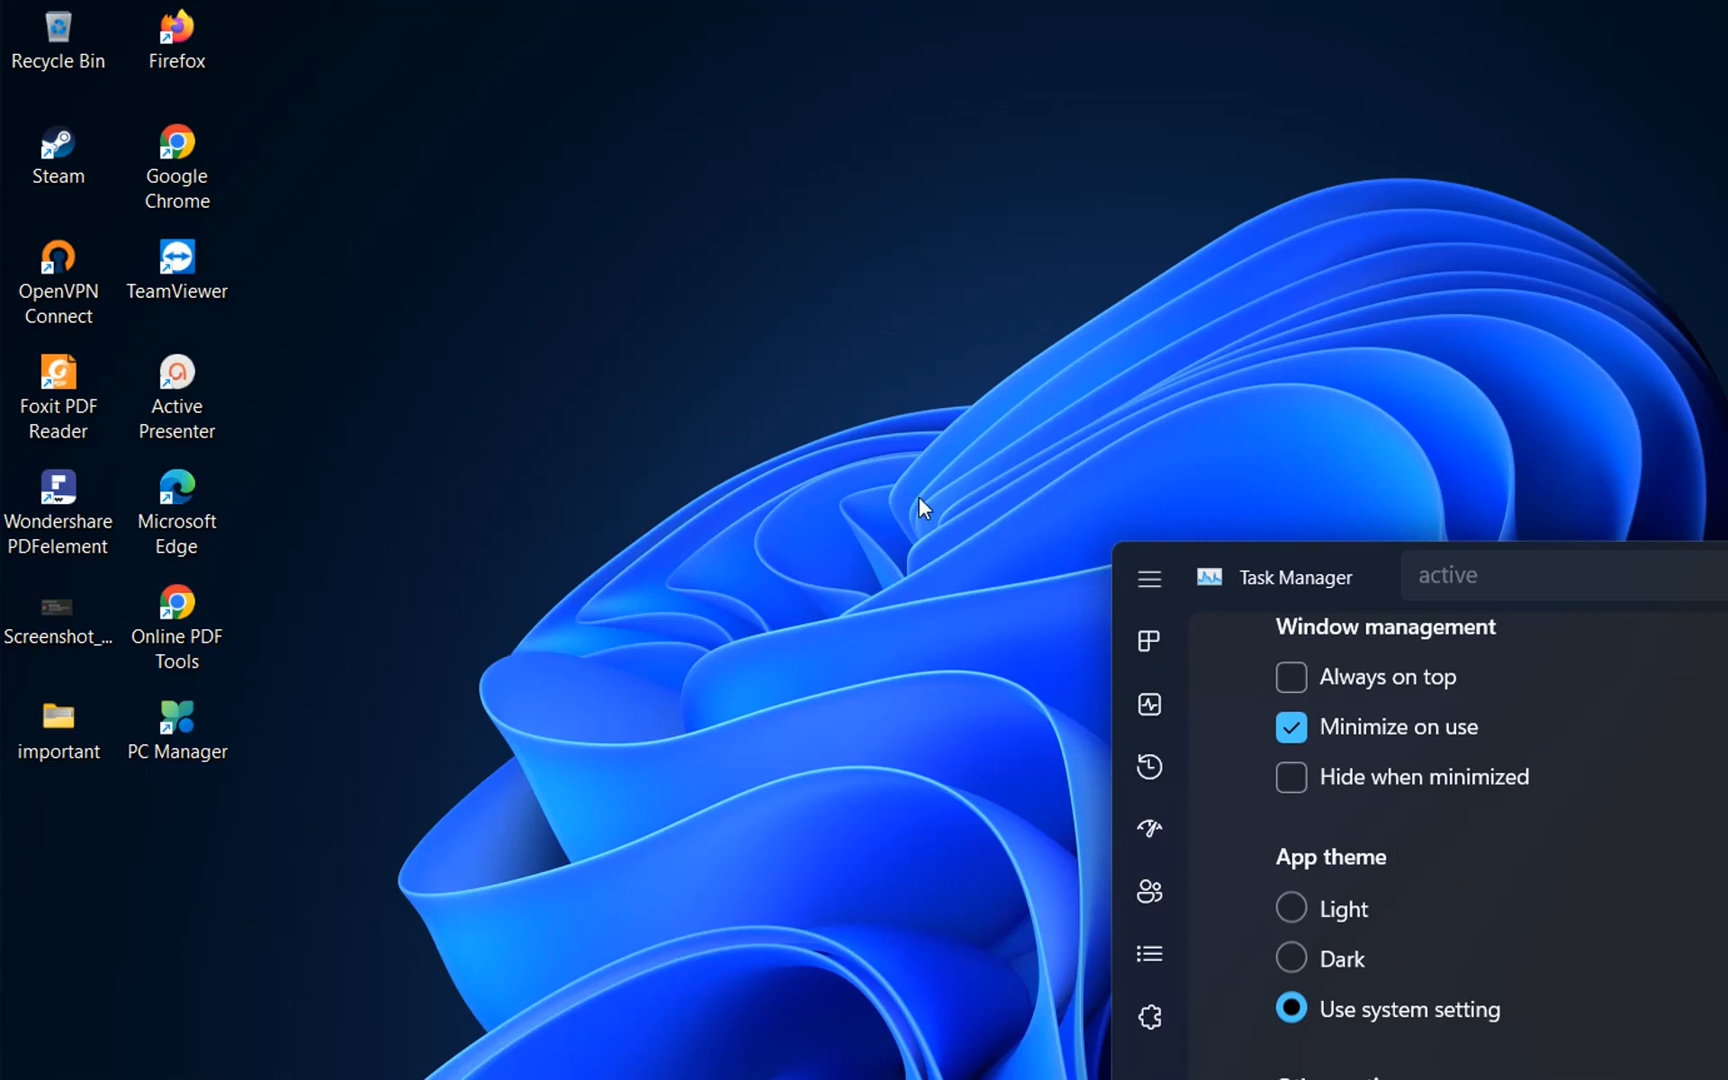 Recycle Bin
Firefox
Steam
Google
Chrome
OpenVPN
Connect
TeamViewer
Foxit PDF
Reader
Active
Presenter
Wondershare
PDFelement
Microsoft
Edge
Screenshot_...
Online PDF
Tools
important
PC Manager
Task Manager
active
Window management
Always on top
Minimize on use
Hide when minimized
App theme
Light
Dark
Use system setting